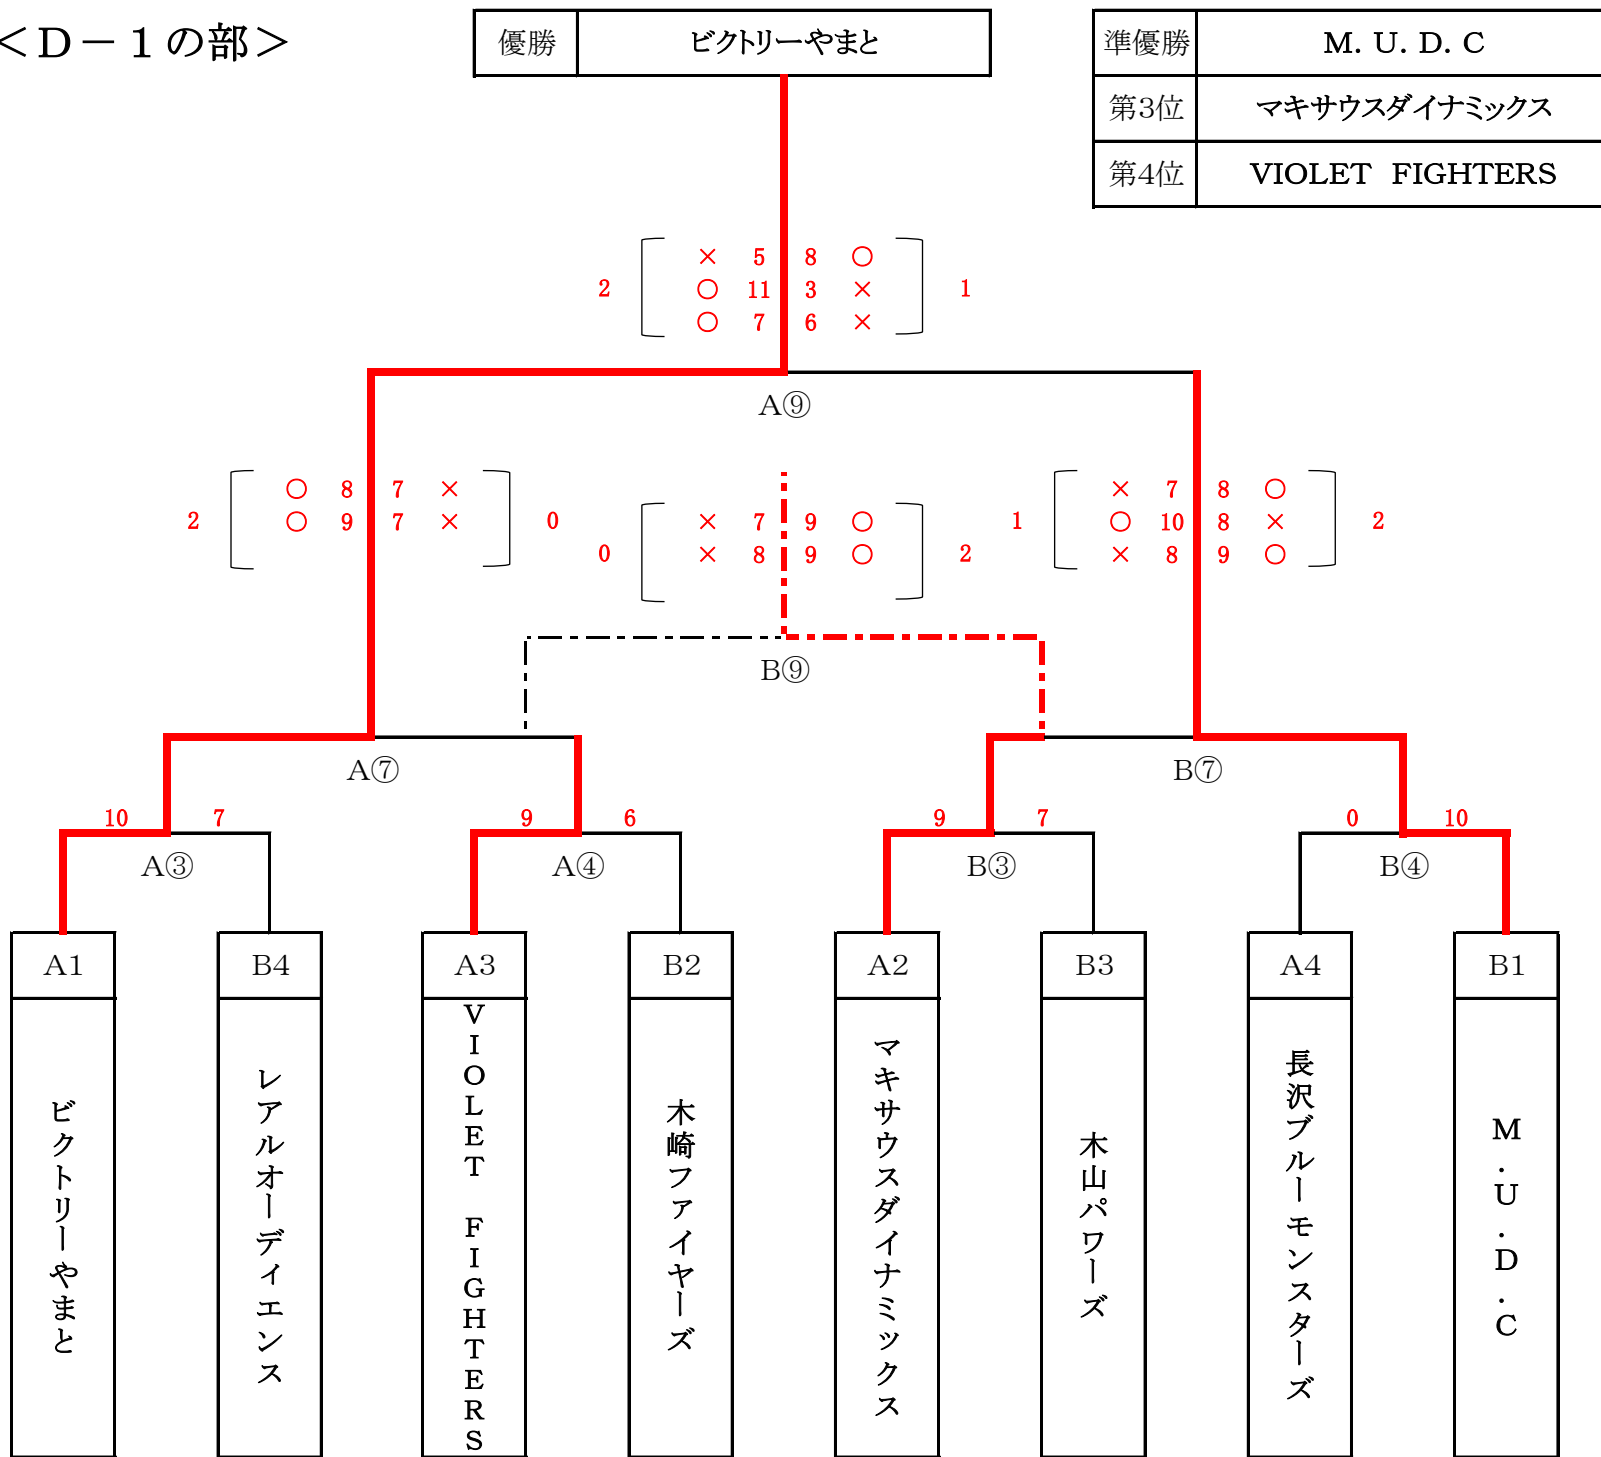 ＜D－1の部＞
優勝 ビクトリーやまと
準優勝 M. U. D. C
第3位 マキサウスダイナミックス
第4位 VIOLET FIGHTERS
× 5 8 ○
2 ○ 11 3 × 1
○ 7 6 ×
A⑨
○ 8 7 ×
2 ○ 9 7 × 0
× 7 9 ○
0 × 8 9 ○ 2
× 7 8 ○
1 ○ 10 8 × 2
× 8 9 ○
B⑨
A⑦ B⑦
10 7 9 6 9 7 0 10
A③ A④ B③ B④
A1 B4 A3 B2 A2 B3 A4 B1
ビクトリーやまと
レアルオーディエンス
VIOLET FIGHTERS
木崎ファイヤーズ
マキサウスダイナミックス
木山パワーズ
長沢ブルーモンスターズ
M.U.D.C